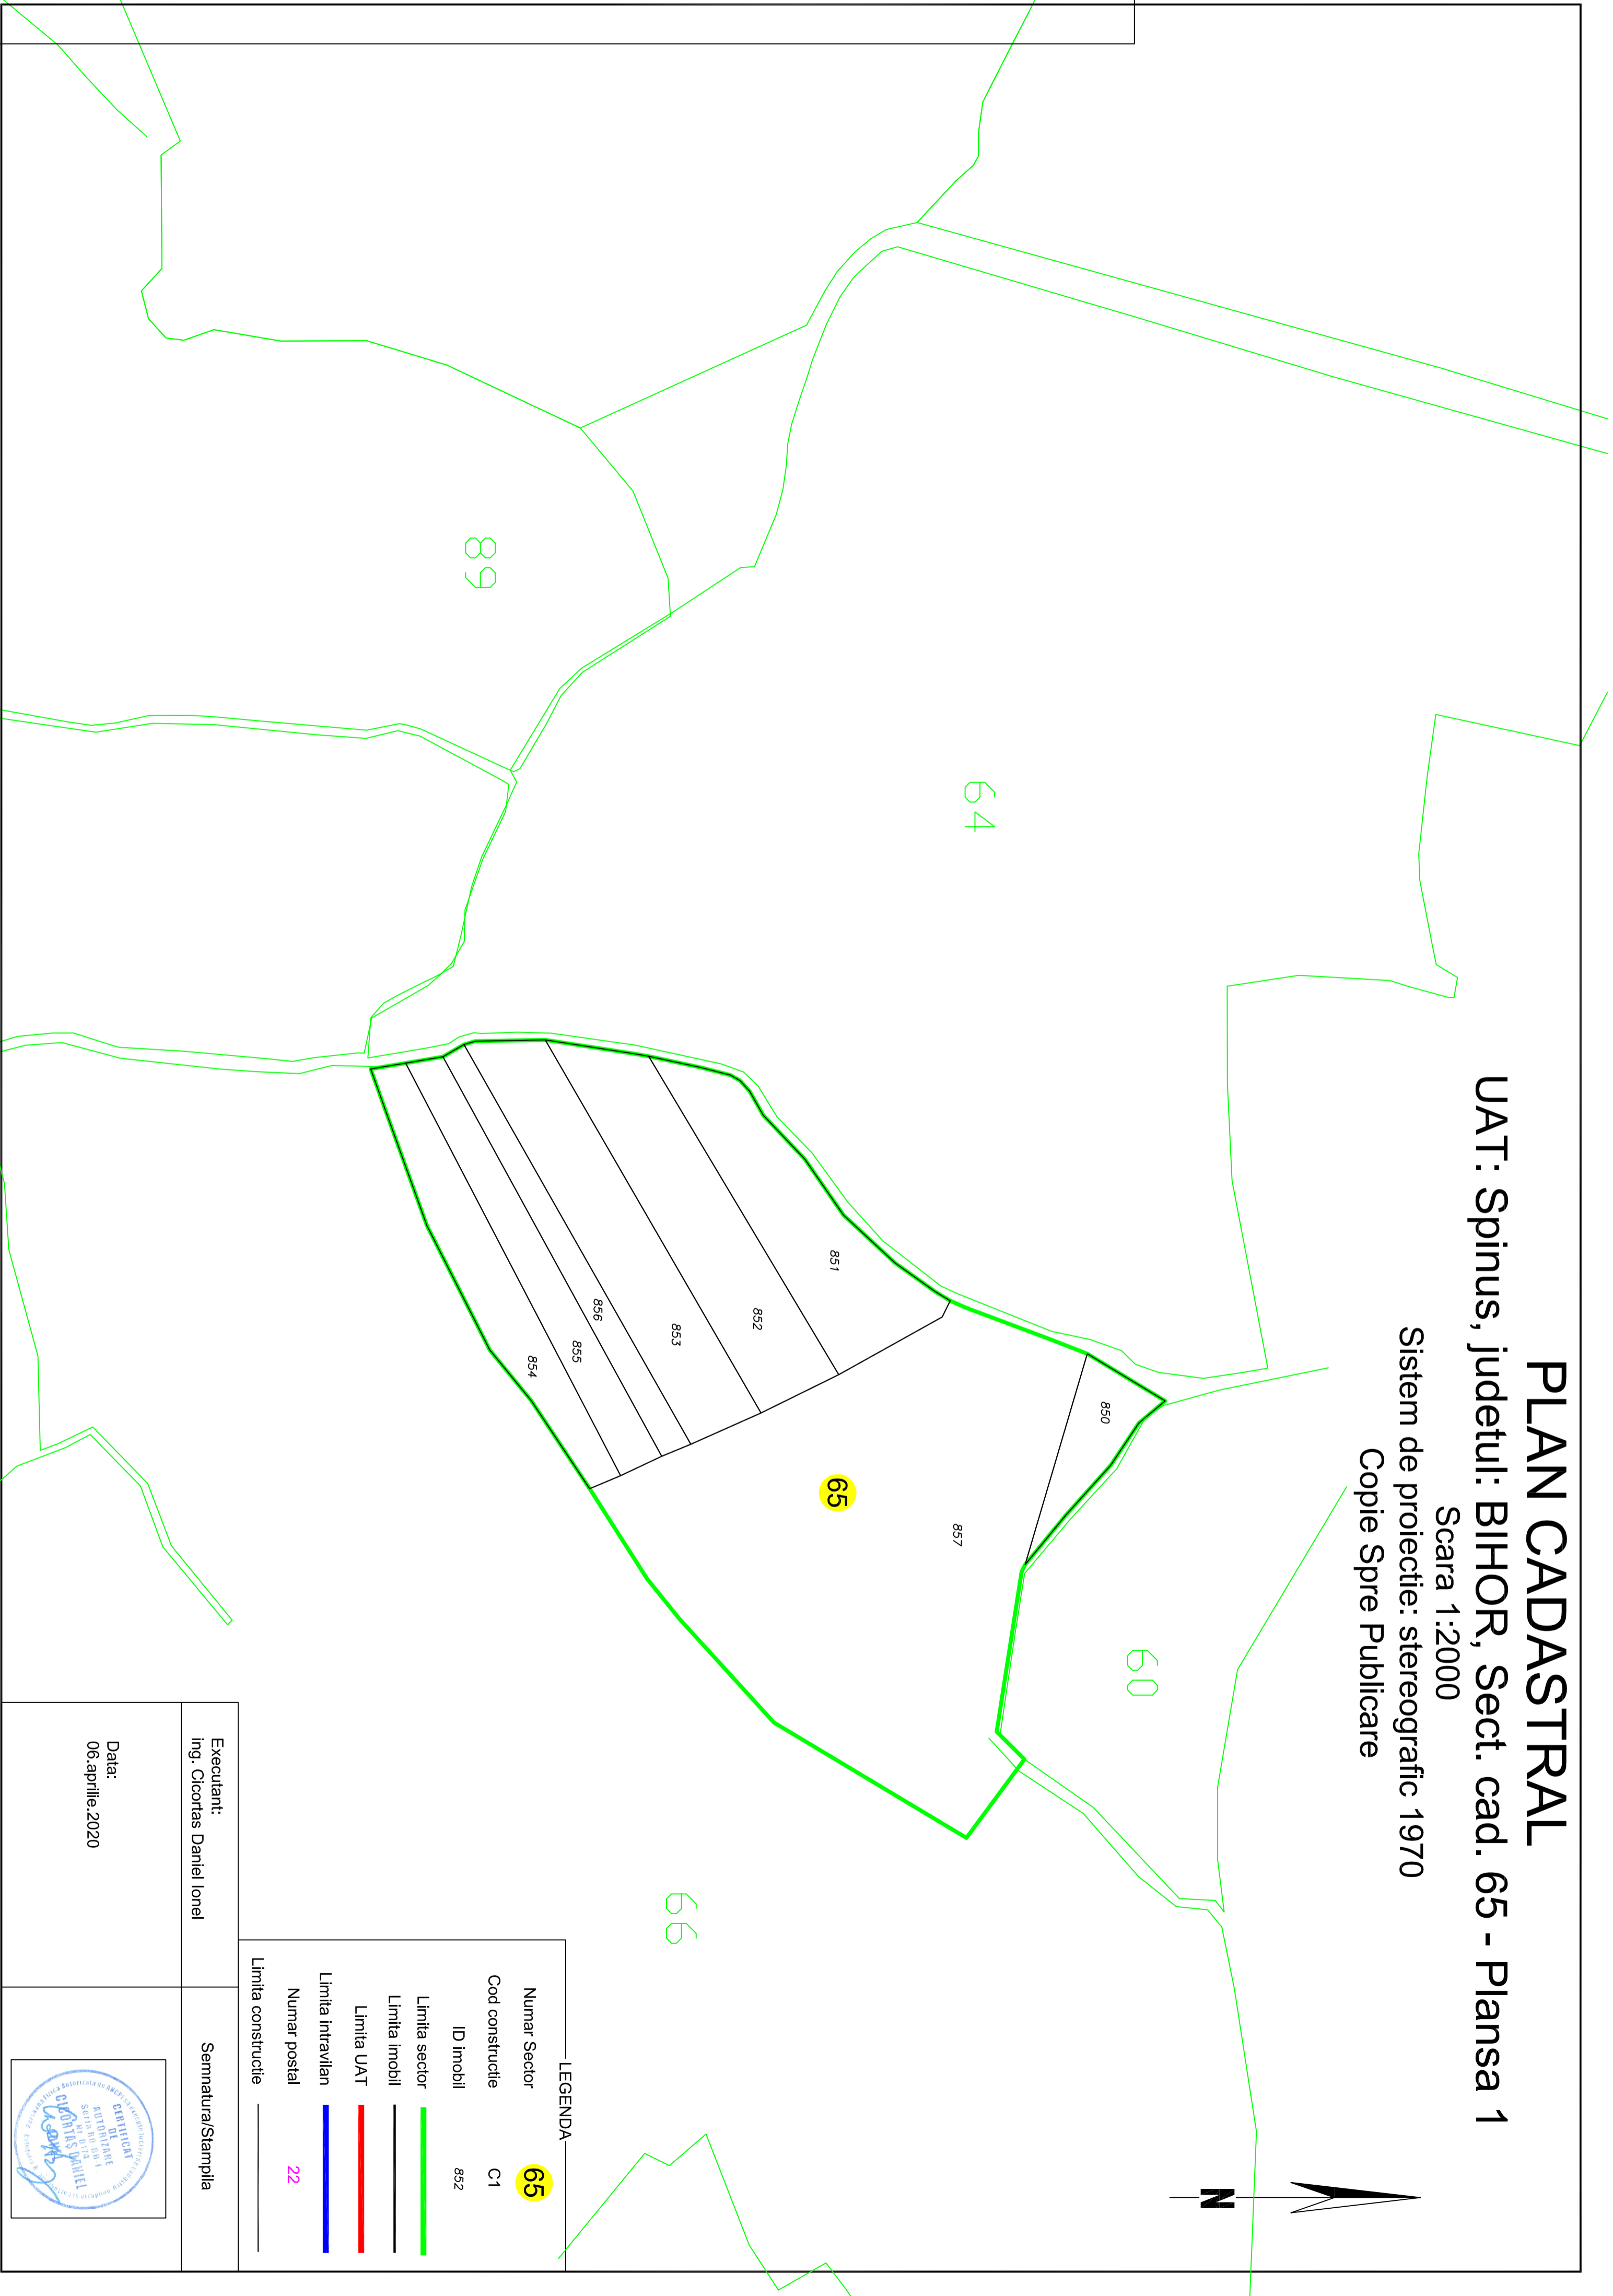 PLAN CADASTRAL
UAT: Spinus, judetul: BIHOR, Sect. cad. 65 - Plansa 1
Scara 1:2000
Sistem de proiectie: stereografic 1970
Copie Spre Publicare
N
64
60
89
66
850
857
851
65
852
853
856
855
854
LEGENDA
Numar Sector 65
Cod constructie C1
ID imobil 852
Limita sector
Limita imobil
Limita UAT
Limita intravilan
Numar postal 22
Limita constructie
Executant:
ing. Cicortas Daniel Ionel
Semnatura/Stampila
Data:
06.aprilie.2020
CERTIFICAT
DE
AUTORIZARE
CICORTAS DANIEL